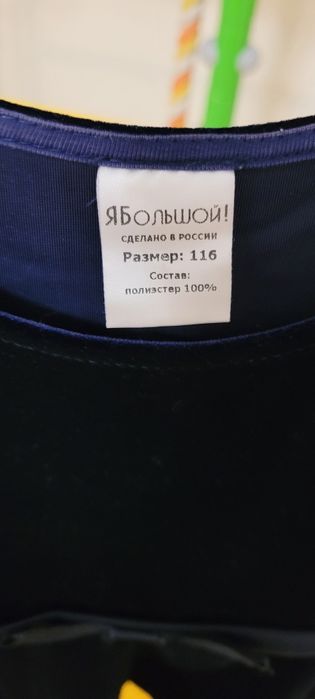 ЯБольшой!
СДЕЛАНО В РОССИИ
Размер: 116
Состав:
полиэстер 100%